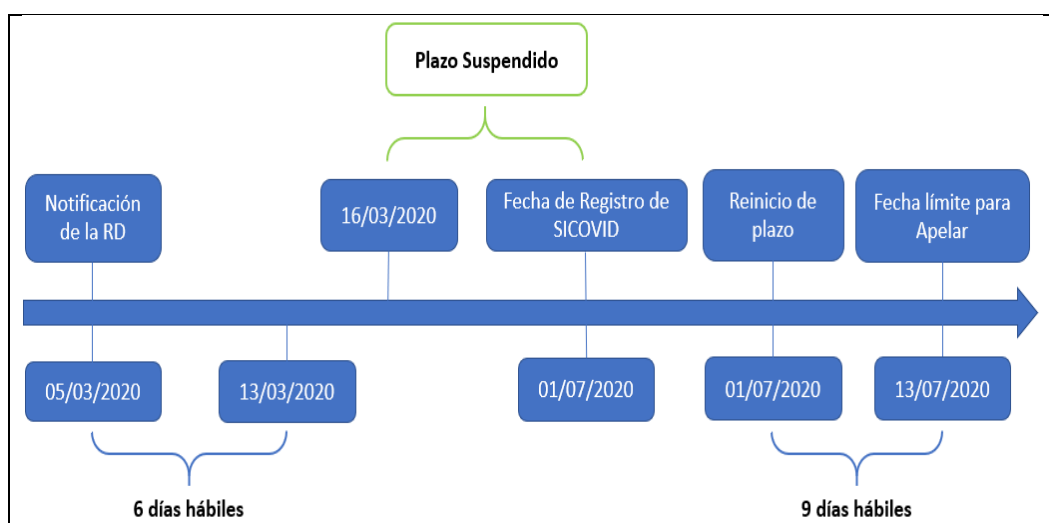 Plazo Suspendido
Notificación
de la RD
16/03/2020
Fecha de Registro de
SICOVID
Reinicio de
plazo
Fecha límite para
Apelar
05/03/2020
13/03/2020
01/07/2020
01/07/2020
13/07/2020
6 días hábiles
9 días hábiles